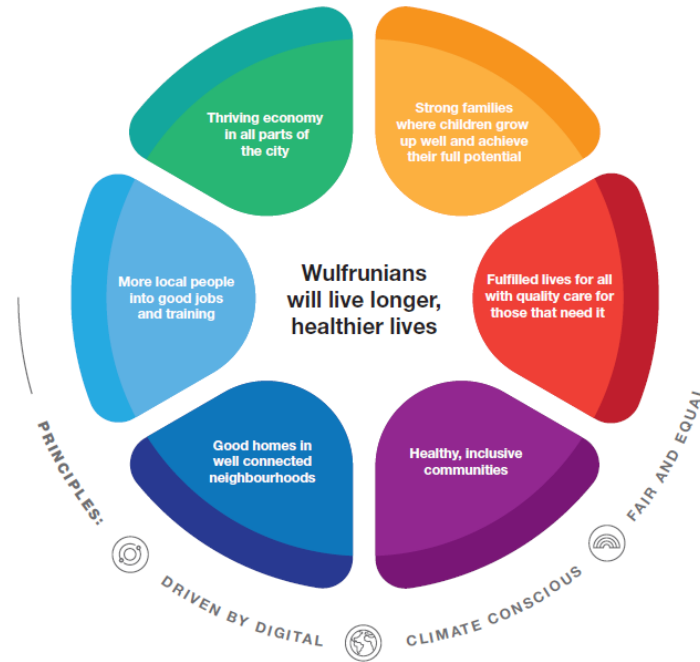 Thriving economy
in all parts of
the city
Strong families
where children grow
up well and achieve
their full potential
More local people
into good jobs
and training
Wulfrunians
will live longer,
healthier lives
Fulfilled lives for all
with quality care for
those that need it
Good homes in
well connected
neighbourhoods
Healthy, inclusive
communities
PRINCIPLES:
DRIVEN BY DIGITAL
CLIMATE CONSCIOUS
FAIR AND EQUAL